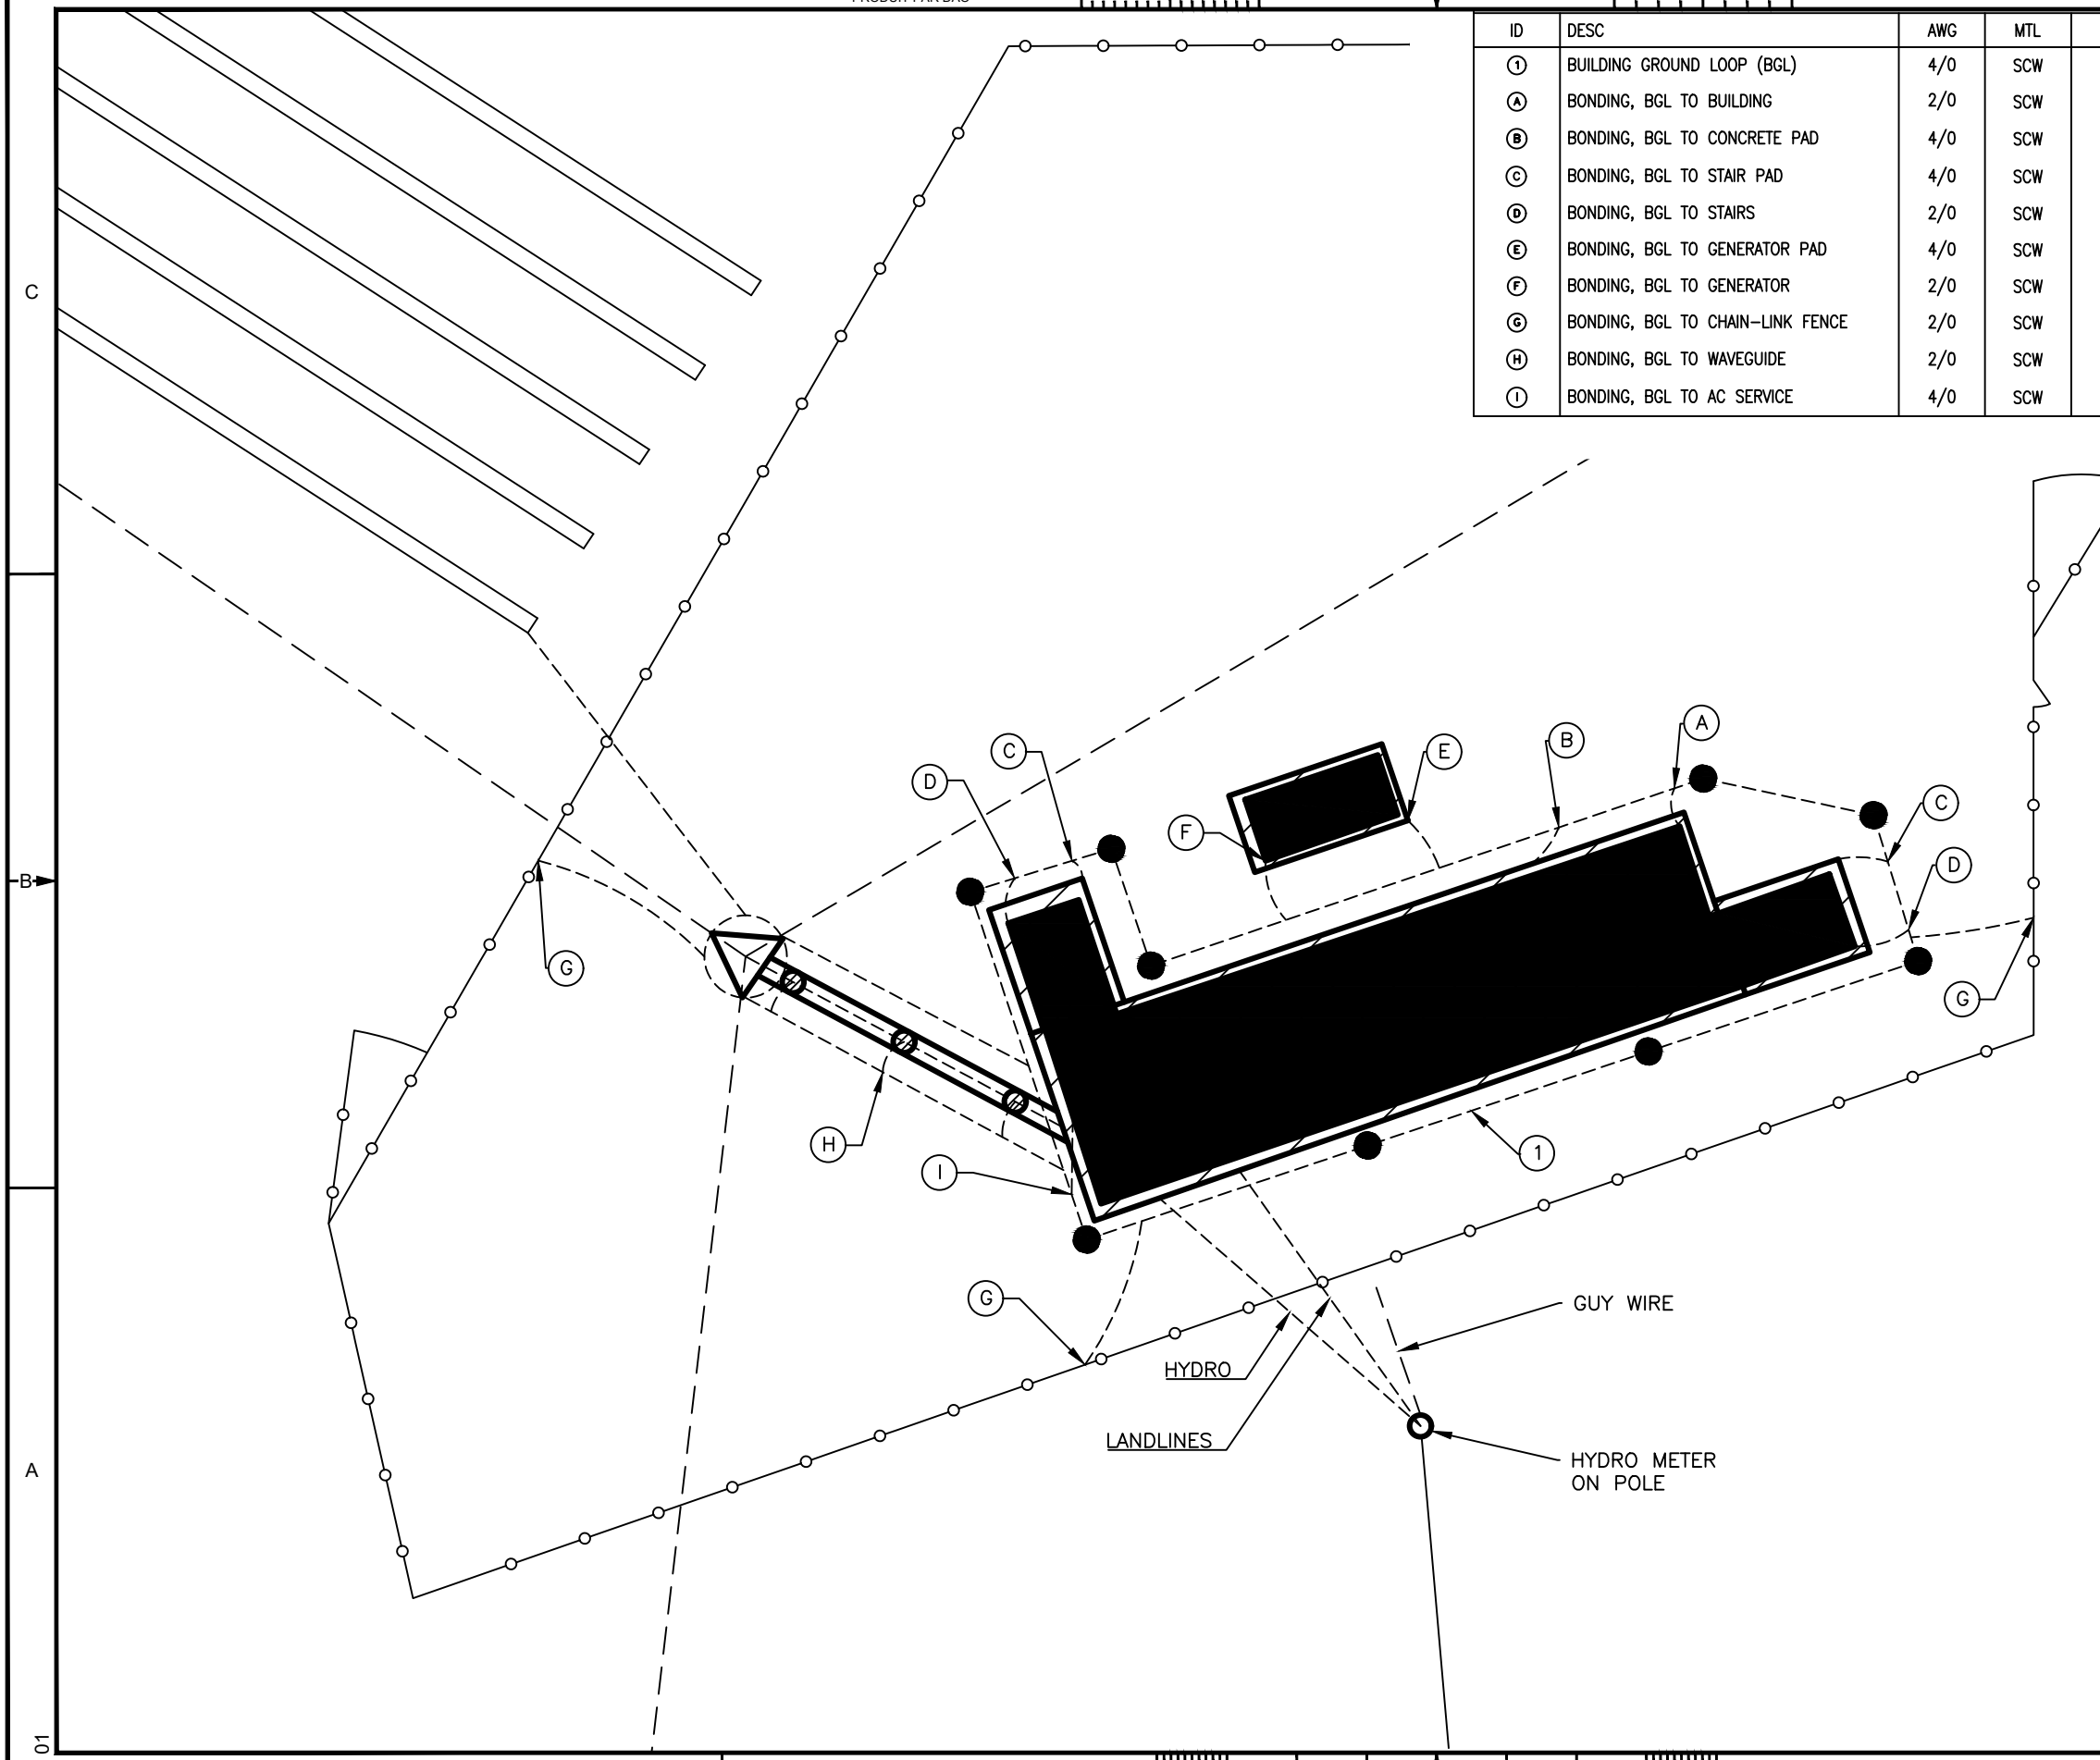 ID DESC AWG MTL
1 BUILDING GROUND LOOP (BGL) 4/0 SCW
A BONDING, BGL TO BUILDING 2/0 SCW
B BONDING, BGL TO CONCRETE PAD 4/0 SCW
C BONDING, BGL TO STAIR PAD 4/0 SCW
D BONDING, BGL TO STAIRS 2/0 SCW
E BONDING, BGL TO GENERATOR PAD 4/0 SCW
F BONDING, BGL TO GENERATOR 2/0 SCW
G BONDING, BGL TO CHAIN-LINK FENCE 2/0 SCW
H BONDING, BGL TO WAVEGUIDE 2/0 SCW
I BONDING, BGL TO AC SERVICE 4/0 SCW
C
A
B
C
E
D
C
F
D
B
G
G
H
I
1
G
GUY WIRE
HYDRO
LANDLINES
HYDRO METER
ON POLE
A
01